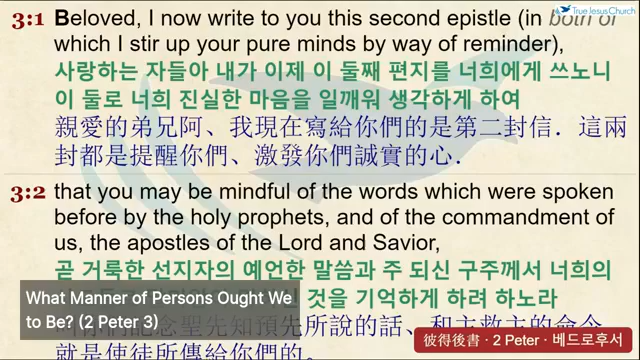 True Jesus Church
3:1 Beloved, I now write to you this second epistle (in both of
which I stir up your pure minds by way of reminder),
사랑하는 자들아 내가 이제 이 둘째 편지를 너희에게 쓰노니
이 둘로 너희 진실한 마음을 일깨워 생각하게 하여
親愛的弟兄阿、我現在寫給你們的是第二封信．這兩
封都是提醒你們、激發你們誠實的心．
3:2 that you may be mindful of the words which were spoken
before by the holy prophets, and of the commandment of
us, the apostles of the Lord and Savior,
곧 거룩한 선지자의 예언한 말씀과 주 되신 구주께서 너희의
것을 기억하게 하려 하노라
念聖先知預先所說的話、和主救主的命令
就是使徒所傳給你們的。
What Manner of Persons Ought We
to Be? (2 Peter 3)
彼得後書 · 2 Peter · 베드로후서